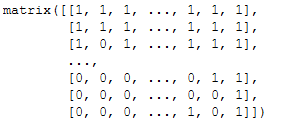 matrix([[1, 1, 1, ..., 1, 1, 1],
[1, 1, 1, ..., 1, 1, 1],
[1, 0, 1, ..., 1, 1, 1],
...,
[0, 0, 0, ..., 0, 1, 1],
[0, 0, 0, ..., 0, 0, 1],
[0, 0, 0, ..., 1, 0, 1]])